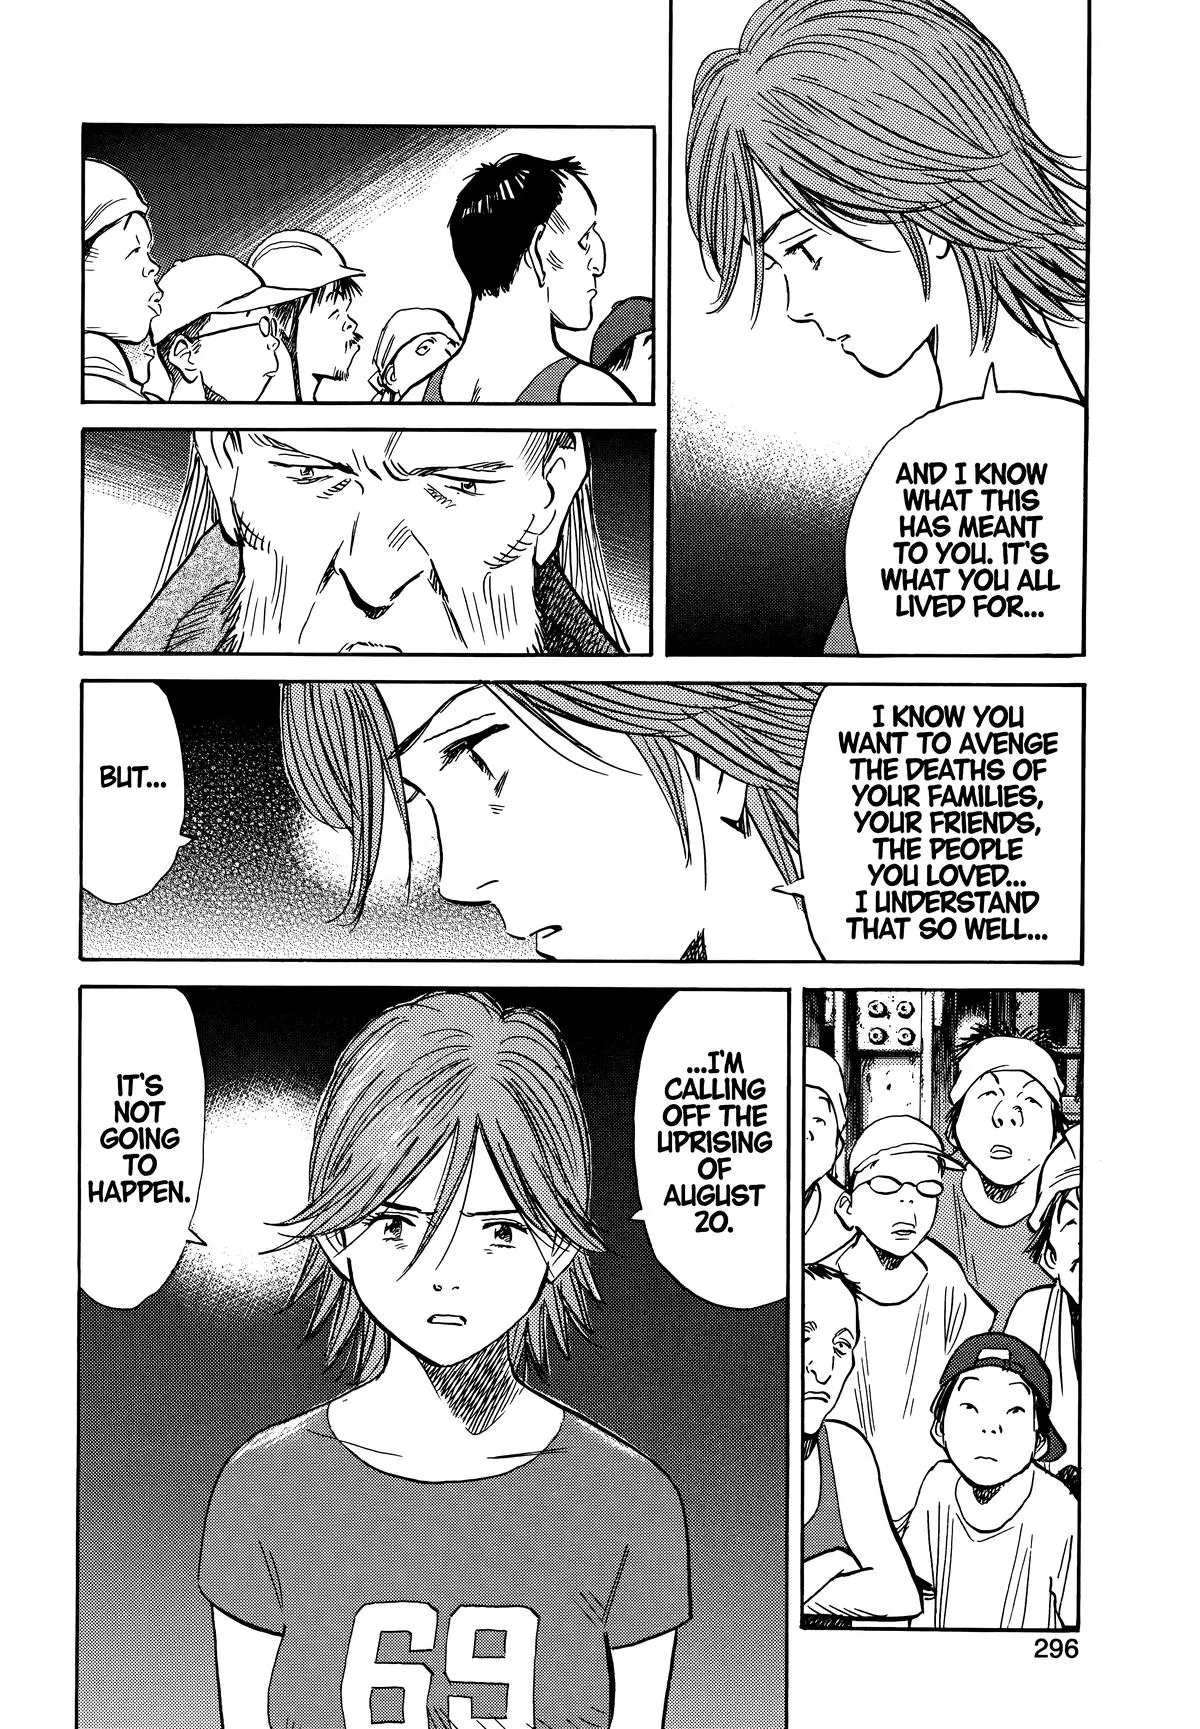 AND I KNOW
WHAT THIS
HAS MEANT
TO YOU. IT'S
WHAT YOU ALL
LIVED FOR...
I KNOW YOU
WANT TO AVENGE
THE DEATHS OF
YOUR FAMILIES,
YOUR FRIENDS,
THE PEOPLE
YOU LOVED...
I UNDERSTAND
THAT SO WELL...
BUT...
...I'M
CALLING
OFF THE
UPRISING
OF
AUGUST
20.
IT'S
NOT
GOING
TO
HAPPEN.
69
296